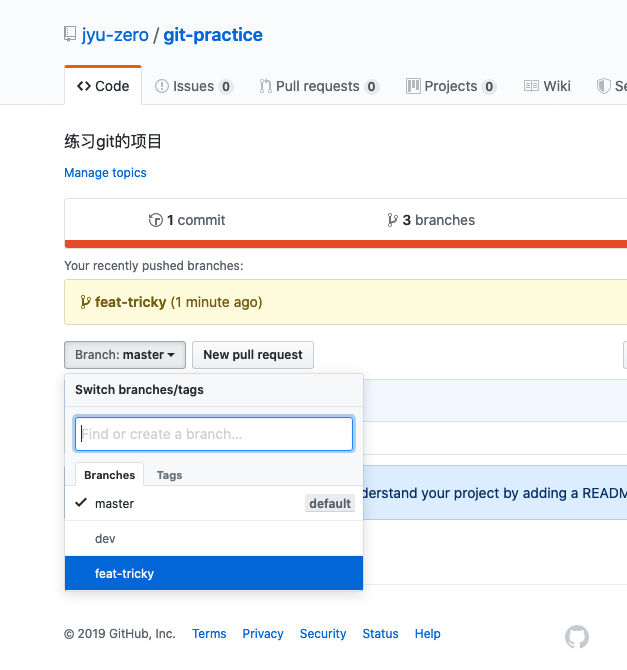 jyu-zero / git-practice
Code Issues 0 Pull requests 0 Projects 0 Wiki
练习git的项目
Manage topics
1 commit 3 branches
Your recently pushed branches:
feat-tricky (1 minute ago)
Branch: master New pull request
Switch branches/tags
Find or create a branch...
Branches Tags
derstand your project by adding a READM
master default
dev
feat-tricky
© 2019 GitHub, Inc. Terms Privacy Security Status Help